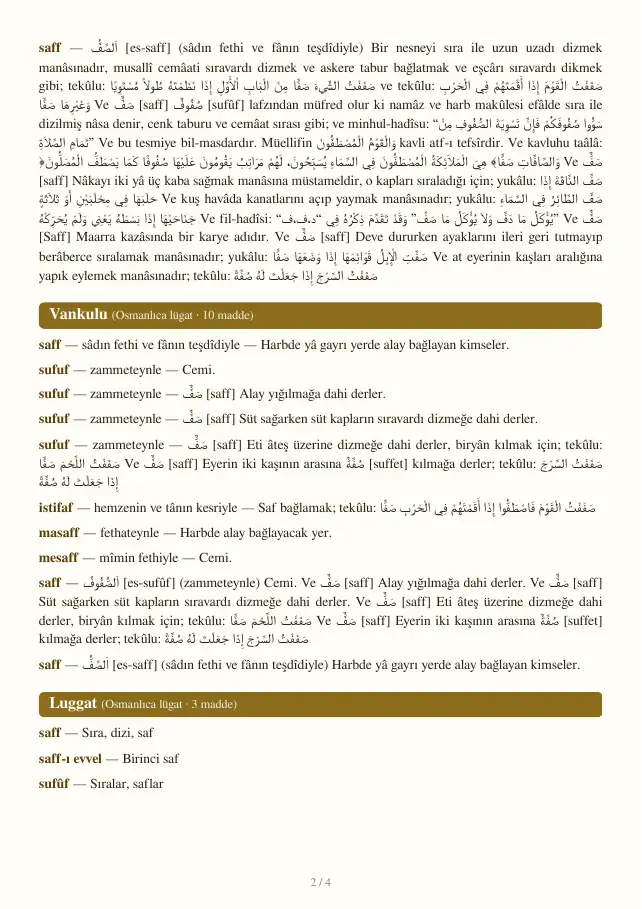 saff — اَلصَّفُّ [es-saff] (sâdın fethi ve fânın teşdîdiyle) Bir nesneyi sıra ile uzun uzadı dizmek
manâsınadır, musallî cemâati sıravardı dizmek ve askere tabur bağlatmak ve eşcârı sıravardı dikmek
gibi; tekûlu: صَفَفْتُ الشَّيْءَ صَفًّا مِنَ الْبَابِ الْأَوَّلِ إِذَا نَظَمْتَهُ طُولاً مُسْتَوِيًا ve tekûlu: صَفَفْتُ الْقَوْمَ إِذَا أَقَمْتَهُمْ فِي الْحَرْبِ
وَغَيْرِهَا صَفًّا Ve صَفٌّ [saff] صُفُوفٌ [sufûf] lafzından müfred olur ki namâz ve harb makûlesi efâlde sıra ile
dizilmiş nâsa denir, cenk taburu ve cemâat sırası gibi; ve minhul-hadîsu: “سَوُّوا صُفُوفَكُمْ فَإِنَّ تَسْوِيَةَ الصُّفُوفِ مِنْ
تَمَامِ الصَّلاَةِ” Ve bu tesmiye bil-masdardır. Müellifin وَالْقَوْمُ الْمُصْطَفُّونَ kavli atf-ı tefsîrdir. Ve kavluhu taâlâ:
﴿وَالصَّافَّاتِ صَفًّا﴾ هِيَ الْمَلاَئِكَةُ الْمُصْطَفُّونَ فِي السَّمَاءِ يُسَبِّحُونَ، لَهُمْ مَرَاتِبُ يَقُومُونَ عَلَيْهَا صُفُوفًا كَمَا يَصْطَفُّ الْمُصَلُّونَ Ve صَفٌّ
[saff] Nâkayı iki yâ üç kaba sağmak manâsına müstameldir, o kapları sıraladığı için; yukâlu: صَفَّ النَّاقَةَ إِذَا
حَلَبَهَا فِي مِحْلَبَيْنِ أَوْ ثَلاَثَةٍ Ve kuş havâda kanatlarını açıp yaymak manâsınadır; yukâlu: صَفَّ الطَّائِرُ فِي السَّمَاءِ
جَنَاحَيْهَا إِذَا بَسَطَهُ يَعْنِي وَلَمْ يُحَرِّكْهُ Ve fil-hadîsi: “يُؤْكَلُ مَا دَفَّ وَلاَ يُؤْكَلُ مَا صَفَّ” وَقَدْ تَقَدَّمَ ذِكْرُهُ فِي “د،ف،ف” Ve صَفٌّ
[Saff] Maarra kazâsında bir karye adıdır. Ve صَفٌّ [saff] Deve dururken ayaklarını ileri geri tutmayıp
berâberce sıralamak manâsınadır; yukâlu: صَفَّتِ الْإِبِلُ قَوَائِمَهَا إِذَا وَضَعَهَا صَفًّا Ve at eyerinin kaşları aralığına
yapık eylemek manâsınadır; tekûlu: صَفَفْتُ السَّرْجَ إِذَا جَعَلْتَ لَهُ صُفَّةً
Vankulu (Osmanlıca lügat · 10 madde)
saff — sâdın fethi ve fânın teşdîdiyle — Harbde yâ gayrı yerde alay bağlayan kimseler.
sufuf — zammeteynle — Cemi.
sufuf — zammeteynle — صَفٌّ [saff] Alay yığılmağa dahi derler.
sufuf — zammeteynle — صَفٌّ [saff] Süt sağarken süt kapların sıravardı dizmeğe dahi derler.
sufuf — zammeteynle — صَفٌّ [saff] Eti âteş üzerine dizmeğe dahi derler, biryân kılmak için; tekûlu:
صَفَفْتُ اللَّحْمَ صَفًّا Ve صَفٌّ [saff] Eyerin iki kaşının arasına صُفَّةٌ [suffet] kılmağa derler; tekûlu: صَفَفْتُ السَّرْجَ
إِذَا جَعَلْتَ لَهُ صُفَّةً
istifaf — hemzenin ve tânın kesriyle — Saf bağlamak; tekûlu: صَفَفْتُ الْقَوْمَ فَاصْطَفُّوا إِذَا أَقَمْتَهُمْ فِي الْحَرْبِ صَفًّا
masaff — fethateynle — Harbde alay bağlayacak yer.
mesaff — mîmin fethiyle — Cemi.
saff — اَلصُّفُوفُ [es-sufûf] (zammeteynle) Cemi. Ve صَفٌّ [saff] Alay yığılmağa dahi derler. Ve صَفٌّ [saff]
Süt sağarken süt kapların sıravardı dizmeğe dahi derler. Ve صَفٌّ [saff] Eti âteş üzerine dizmeğe dahi
derler, biryân kılmak için; tekûlu: صَفَفْتُ اللَّحْمَ صَفًّا Ve صَفٌّ [saff] Eyerin iki kaşının arasına صُفَّةٌ [suffet]
kılmağa derler; tekûlu: صَفَفْتُ السَّرْجَ إِذَا جَعَلْتَ لَهُ صُفَّةً
saff — اَلصَّفُّ [es-saff] (sâdın fethi ve fânın teşdîdiyle) Harbde yâ gayrı yerde alay bağlayan kimseler.
Luggat (Osmanlıca lügat · 3 madde)
saff — Sıra, dizi, saf
saff-ı evvel — Birinci saf
sufûf — Sıralar, saflar
2 / 4